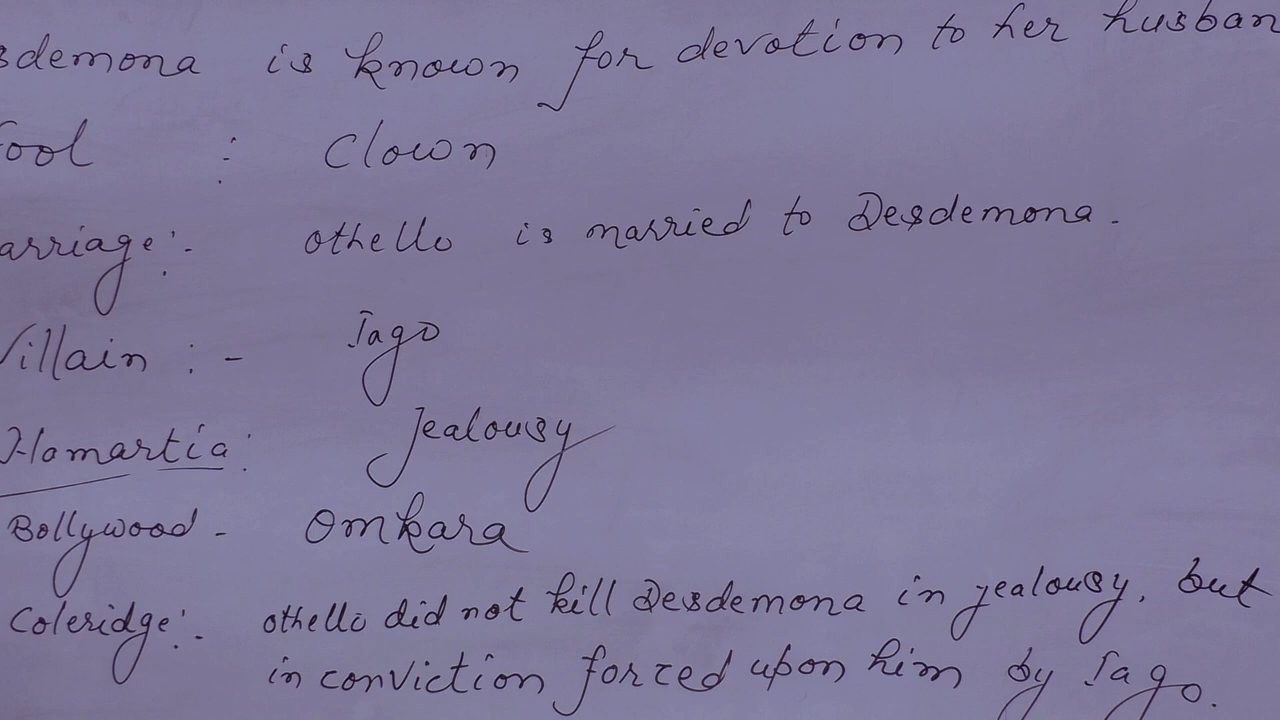 sdemona is known for devotion to her husban
Fool : Clown
arriage:- othello is married to Desdemona.
Villain :- Iago
Hamartia: Jealousy
Bollywood - Omkara
Coleridge:- othello did not kill Desdemona in jealousy, but
in conviction forced upon him by Iago.